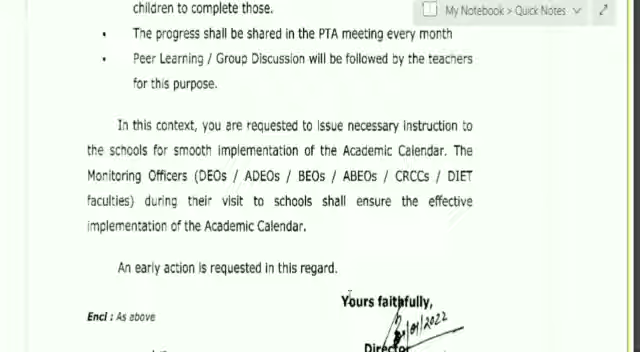 My Notebook > Quick Notes
children to complete those.
• The progress shall be shared in the PTA meeting every month
• Peer Learning / Group Discussion will be followed by the teachers
for this purpose.
In this context, you are requested to issue necessary instruction to
the schools for smooth implementation of the Academic Calendar. The
Monitoring Officers (DEOs / ADEOs / BEOs / ABEOs / CRCCs / DIET
faculties) during their visit to schools shall ensure the effective
implementation of the Academic Calendar.
An early action is requested in this regard.
Yours faithfully,
Encl : As above
/01/2022
Director